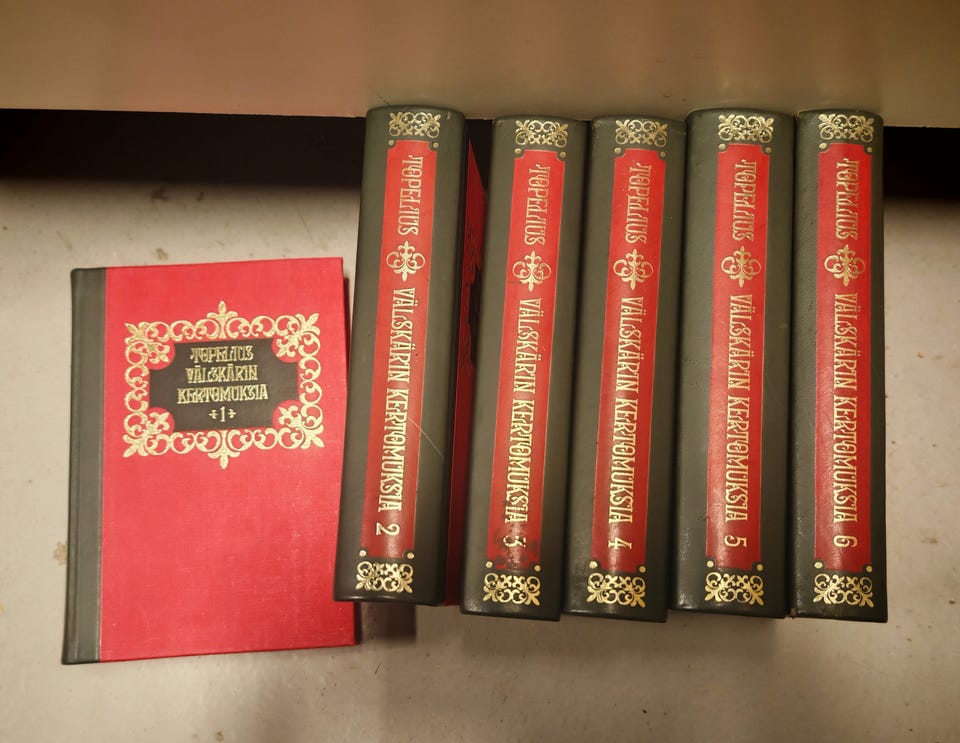 TOPELIUS
VÄLSKÄRIN
KERTOMUKSIA
1
TOPELIUS VÄLSKÄRIN KERTOMUKSIA 2
TOPELIUS VÄLSKÄRIN KERTOMUKSIA 3
TOPELIUS VÄLSKÄRIN KERTOMUKSIA 4
TOPELIUS VÄLSKÄRIN KERTOMUKSIA 5
TOPELIUS VÄLSKÄRIN KERTOMUKSIA 6